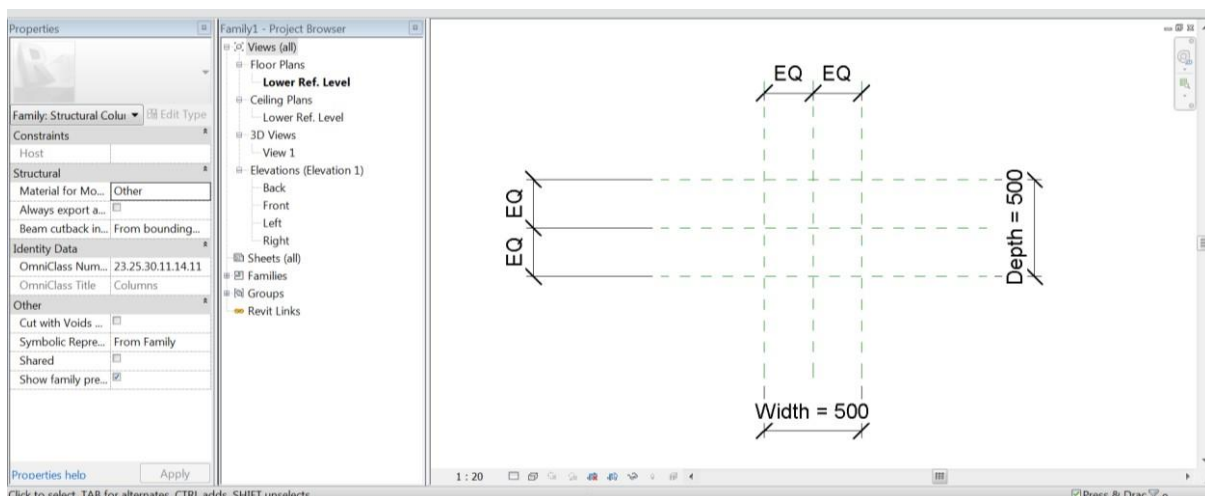 Properties
Family: Structural Colu
Edit Type
Constraints
Host
Structural
Material for Mo... Other
Always export a...
Beam cutback in... From bounding...
Identity Data
OmniClass Num... 23.25.30.11.14.11
OmniClass Title Columns
Other
Cut with Voids ...
Symbolic Repre... From Family
Shared
Show family pre...
Properties help
Apply
Family1 - Project Browser
Views (all)
Floor Plans
Lower Ref. Level
Ceiling Plans
Lower Ref. Level
3D Views
View 1
Elevations (Elevation 1)
Back
Front
Left
Right
Sheets (all)
Families
Groups
Revit Links
EQ EQ
EQ
EQ
Depth = 500
Width = 500
1 : 20
Click to select, TAB for alternates, CTRL adds, SHIFT unselects.
Press & Drag